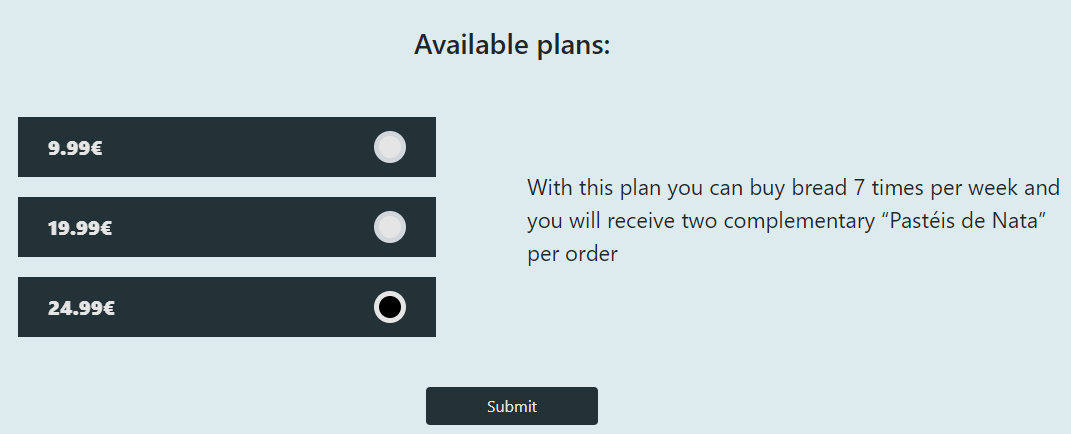 Available plans:
9.99€
19.99€
24.99€
With this plan you can buy bread 7 times per week and
you will receive two complementary “Pastéis de Nata”
per order
Submit